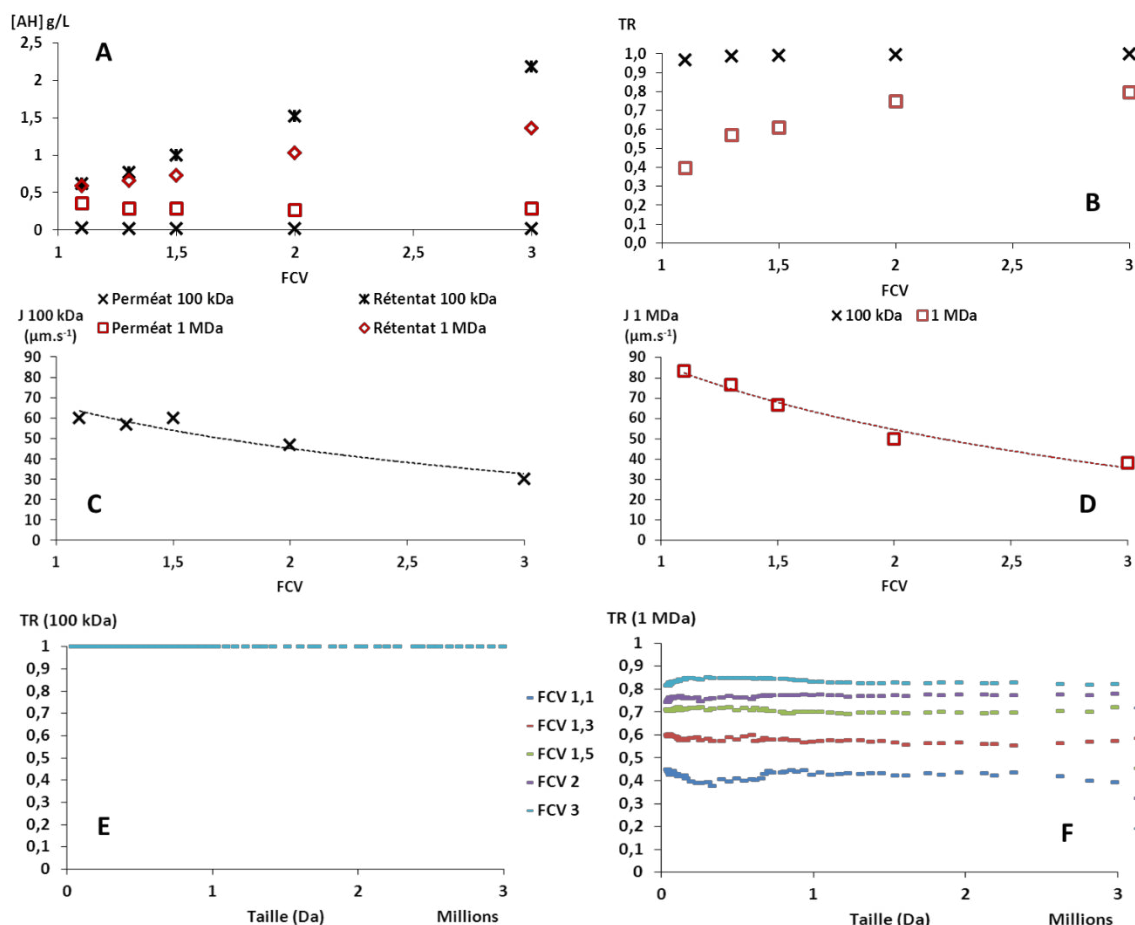 [AH] g/L
A
2,5
2
1,5
1
0,5
0
1 1,5 2 2,5 3
FCV
Perméat 100 kDa Rétentat 100 kDa
Perméat 1 MDa Rétentat 1 MDa
TR
1,0
0,9
0,8
0,7
0,6
0,5
0,4
0,3
0,2
0,1
0,0
B
1 1,5 2 2,5 3
FCV
100 kDa 1 MDa
J 100 kDa
(µm.s⁻¹)
90
80
70
60
50
40
30
20
10
0
C
1 1,5 2 2,5 3
FCV
J 1 MDa
(µm.s⁻¹)
90
80
70
60
50
40
30
20
10
0
D
1 1,5 2 2,5 3
FCV
TR (100 kDa)
1
0,9
0,8
0,7
0,6
0,5
0,4
0,3
0,2
0,1
0
E
0 1 2 3
Taille (Da) Millions
FCV 1,1
FCV 1,3
FCV 1,5
FCV 2
FCV 3
TR (1 MDa)
1
0,9
0,8
0,7
0,6
0,5
0,4
0,3
0,2
0,1
0
F
0 1 2 3
Taille (Da) Millions